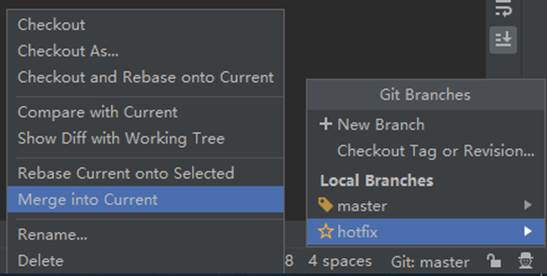 Checkout
Checkout As...
Checkout and Rebase onto Current
Compare with Current
Show Diff with Working Tree
Rebase Current onto Selected
Merge into Current
Rename...
Delete
Git Branches
+ New Branch
Checkout Tag or Revision...
Local Branches
master
hotfix
8 4 spaces Git: master